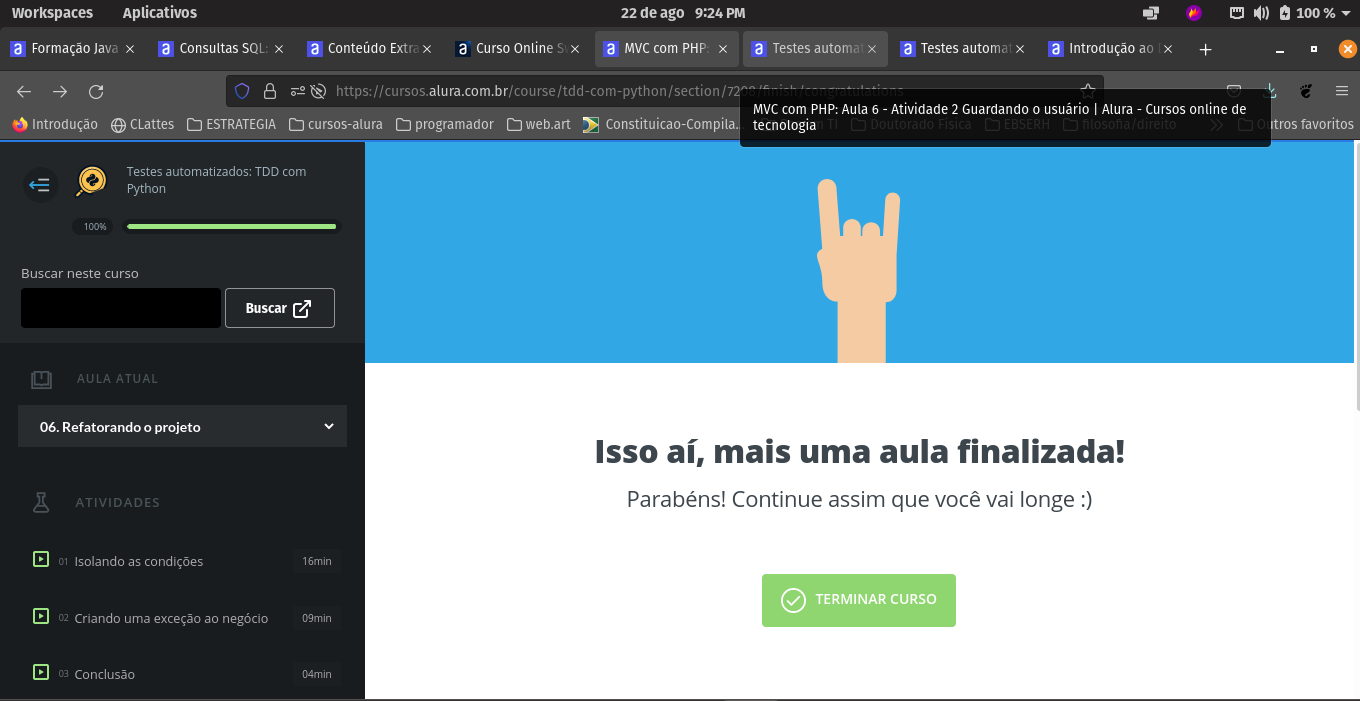 Workspaces Aplicativos 22 de ago 9:24 PM 100 %
Formação Java Consultas SQL: Conteúdo Extra Curso Online S MVC com PHP: Testes automat Testes automat Introdução ao
https://cursos.alura.com.br/course/tdd-com-python/section/7298/finish/congratulations
MVC com PHP: Aula 6 - Atividade 2 Guardando o usuário | Alura - Cursos online de
tecnologia
Introdução CLattes ESTRATEGIA cursos-alura programador web.art Constituicao-Compila... TI Doutorado Física EBSERH filosofia/direito Outros favoritos
Testes automatizados: TDD com
Python
100%
Buscar neste curso
Buscar
AULA ATUAL
06. Refatorando o projeto
ATIVIDADES
01 Isolando as condições 16min
02 Criando uma exceção ao negócio 09min
03 Conclusão 04min
Isso aí, mais uma aula finalizada!
Parabéns! Continue assim que você vai longe :)
TERMINAR CURSO